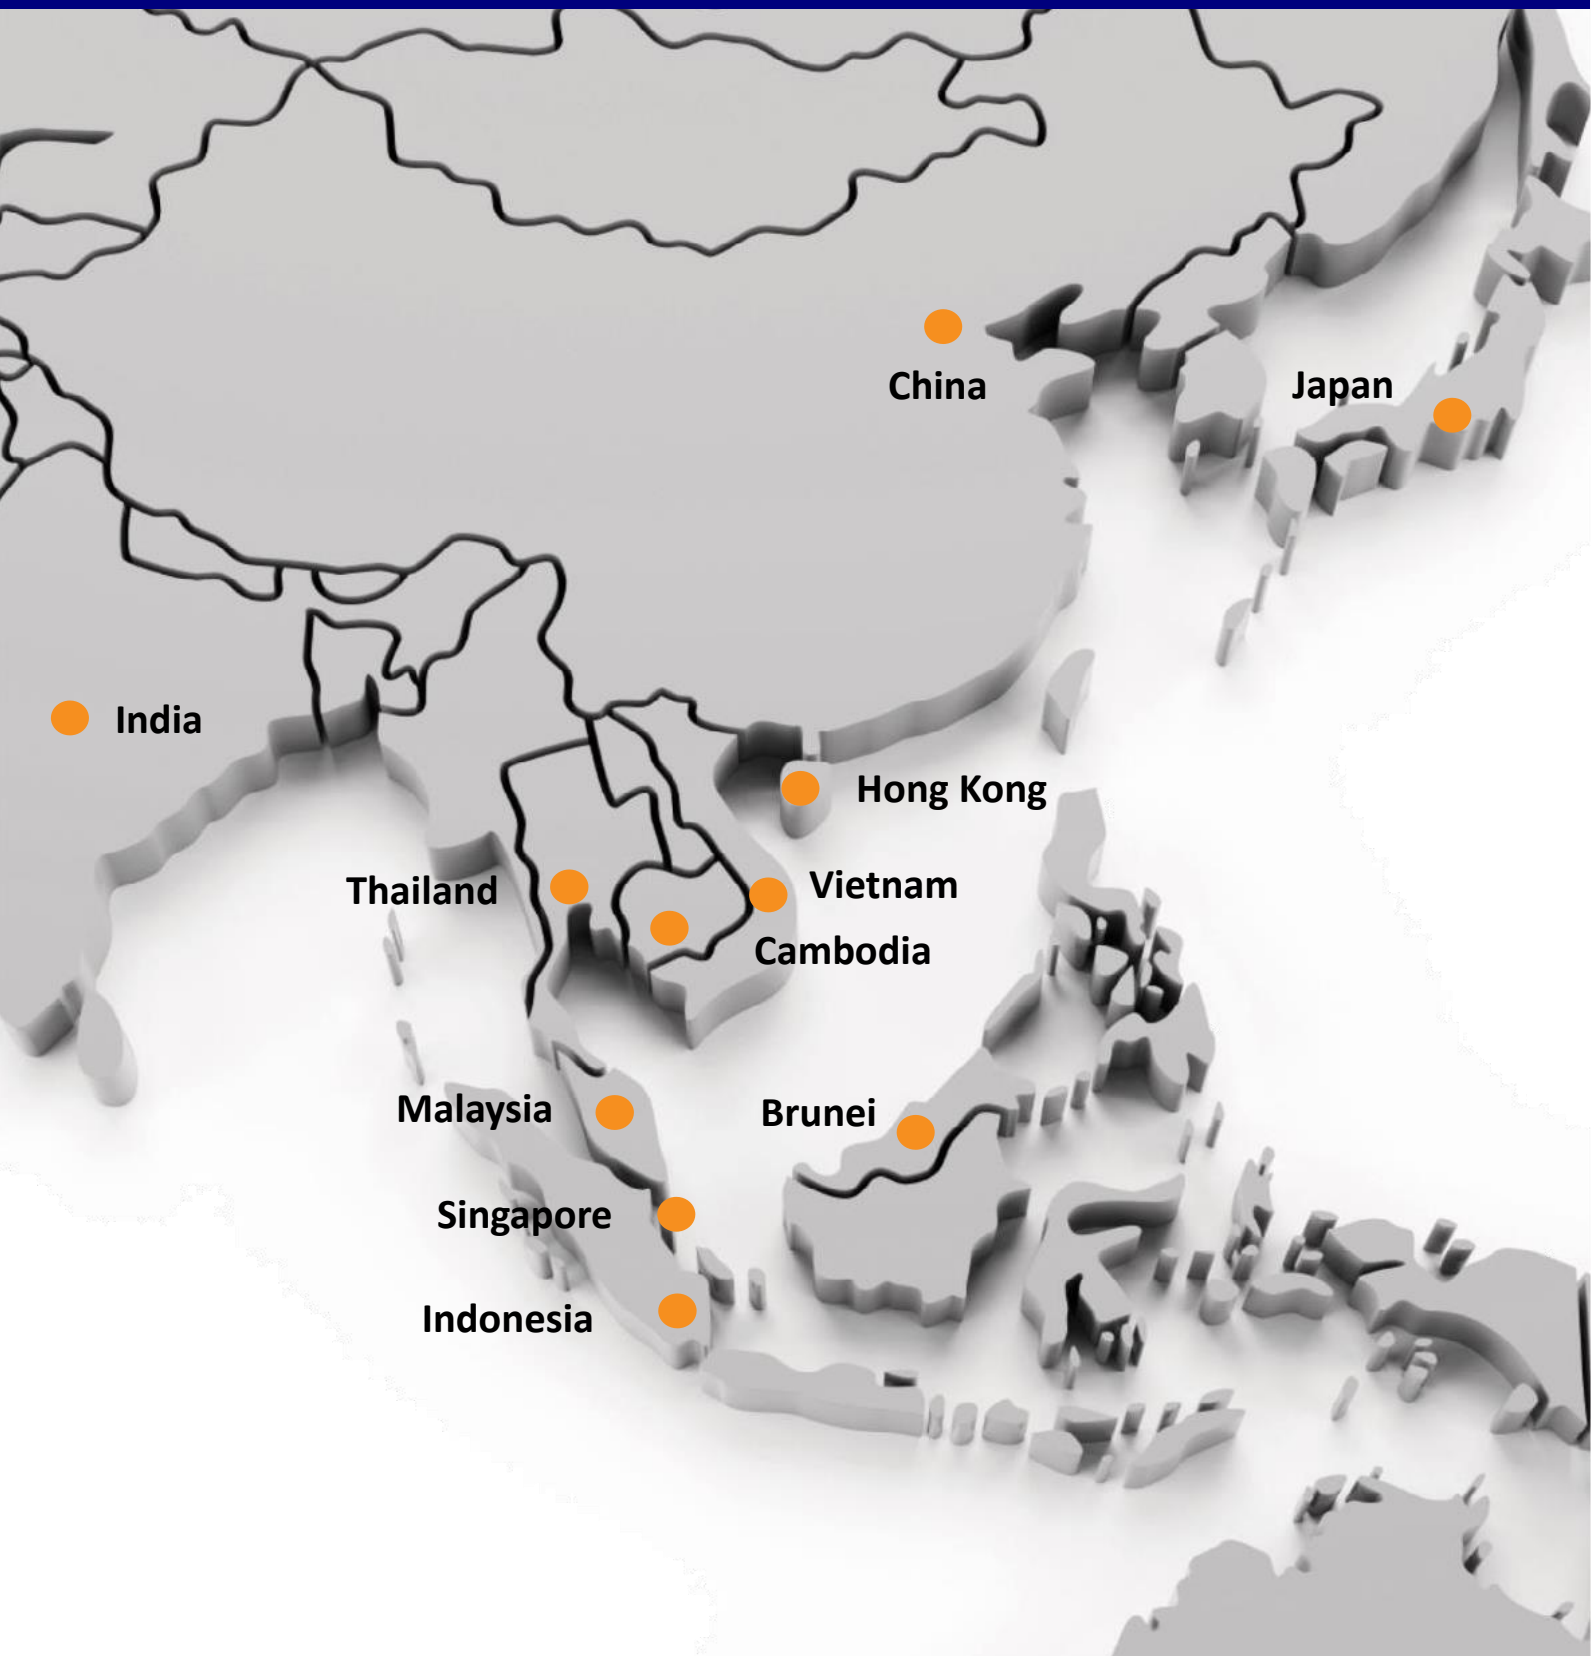 China
Japan
India
Hong Kong
Thailand
Vietnam
Cambodia
Malaysia
Brunei
Singapore
Indonesia